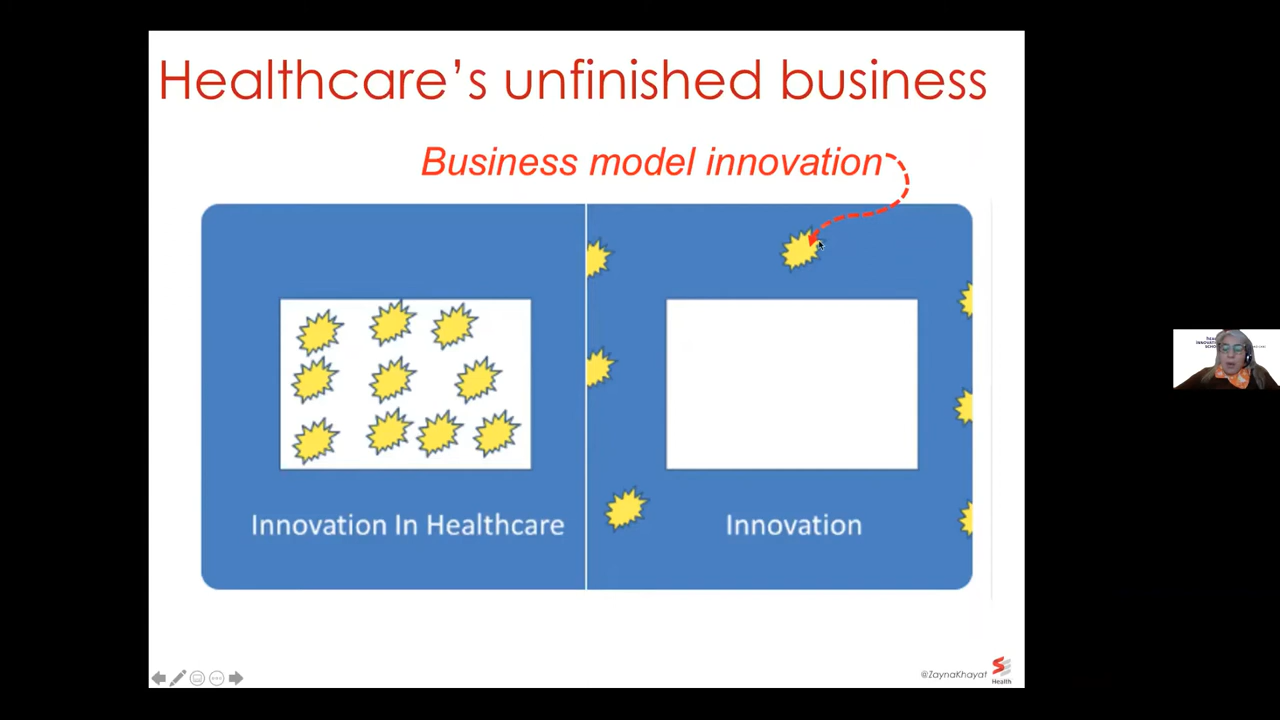 Healthcare's unfinished business
Business model innovation
Innovation In Healthcare
Innovation
@ZaynaKhayat
Health